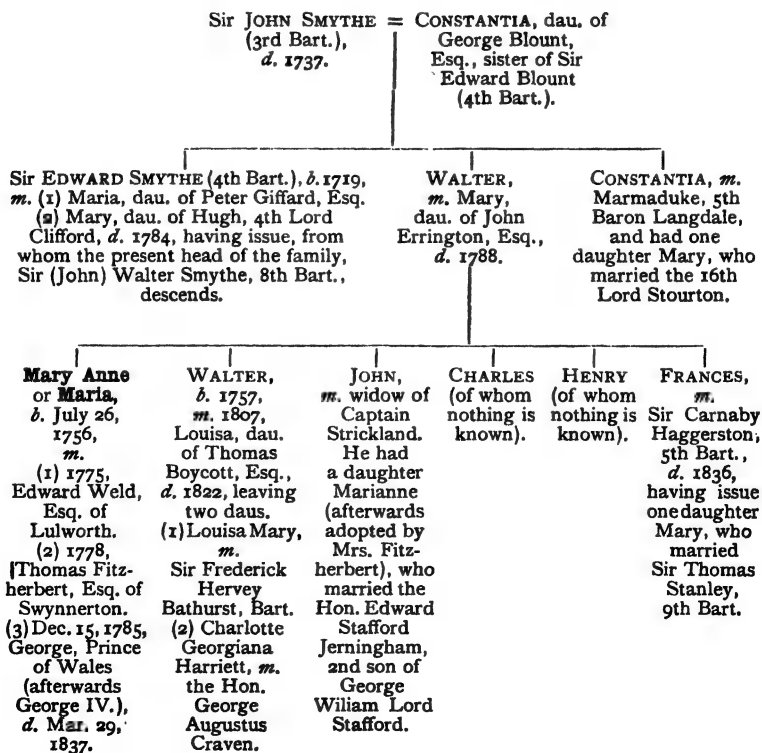 Sir JOHN SMYTHE = CONSTANTIA, dau. of
(3rd Bart.),
d. 1737.
George Blount,
Esq., sister of Sir
Edward Blount
(4th Bart.).
Sir EDWARD SMYTHE (4th Bart.), b. 1719,
m. (1) Maria, dau. of Peter Giffard, Esq.
(2) Mary, dau. of Hugh, 4th Lord
Clifford, d. 1784, having issue, from
whom the present head of the family,
Sir (John) Walter Smythe, 8th Bart.,
descends.
WALTER,
m. Mary,
dau. of John
Errington, Esq.,
d. 1788.
CONSTANTIA, m.
Marmaduke, 5th
Baron Langdale,
and had one
daughter Mary, who
married the 16th
Lord Stourton.
Mary Anne
or Maria,
b. July 26,
1756,
m.
(1) 1775,
Edward Weld,
Esq. of
Lulworth.
(2) 1778,
Thomas Fitz-
herbert, Esq. of
Swynnerton.
(3) Dec. 15, 1785,
George, Prince
of Wales
(afterwards
George IV.),
d. Mar. 29,
1837.
WALTER,
b. 1757,
m. 1807,
Louisa, dau.
of Thomas
Boycott, Esq.,
d. 1822, leaving
two daus.
(1) Louisa Mary,
m.
Sir Frederick
Hervey
Bathurst, Bart.
(2) Charlotte
Georgiana
Harriett, m.
the Hon.
George
Augustus
Craven.
JOHN,
m. widow of
Captain
Strickland.
He had
a daughter
Marianne
(afterwards
adopted by
Mrs. Fitz-
herbert), who
married the
Hon. Edward
Stafford
Jerningham,
2nd son of
George
Wiliam Lord
Stafford.
CHARLES
(of whom
nothing is
known).
HENRY
(of whom
nothing is
known).
FRANCES,
m.
Sir Carnaby
Haggerston,
5th Bart.,
d. 1836,
having issue
one daughter
Mary, who
married
Sir Thomas
Stanley,
9th Bart.